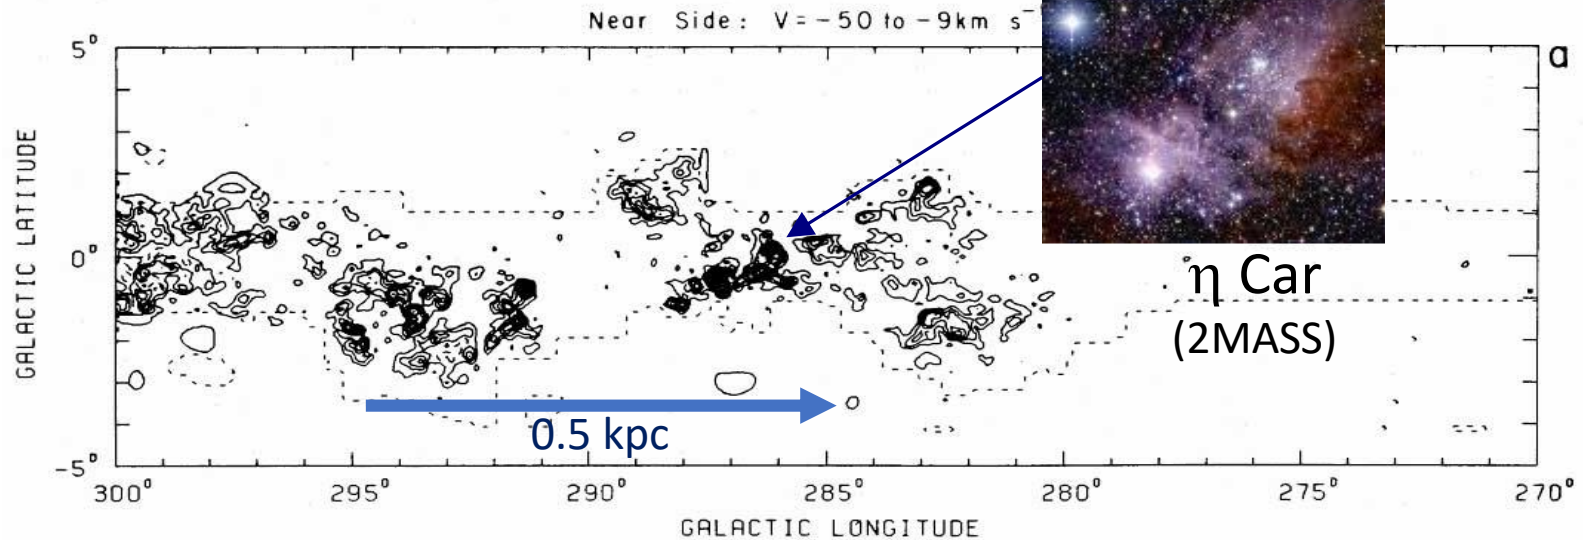 Near Side: V = -50 to -9km s⁻
a
5°
0°
-5°
GALACTIC LATITUDE
η Car
(2MASS)
0.5 kpc
300° 295° 290° 285° 280° 275° 270°
GALACTIC LONGITUDE